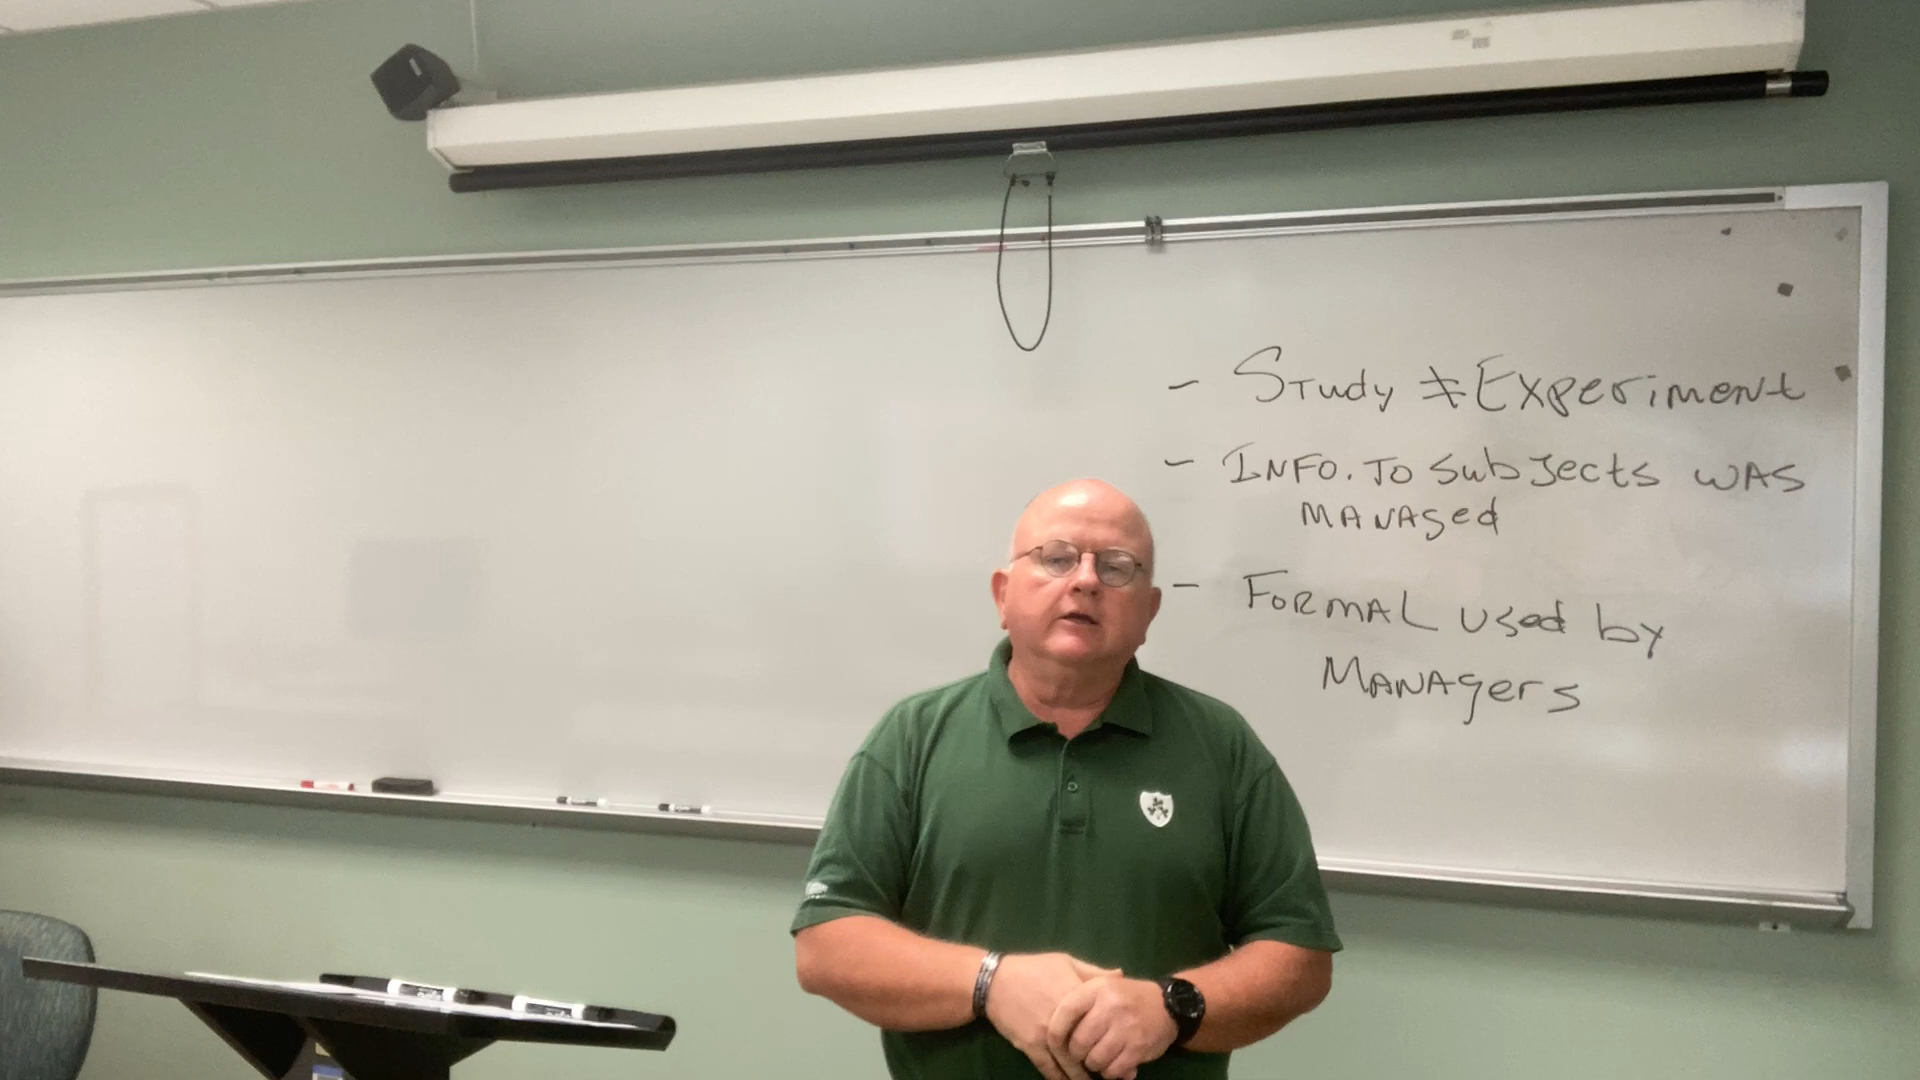 - Study ≠ Experiment
- INFO. To Subjects was
managed
- Formal used by
Managers